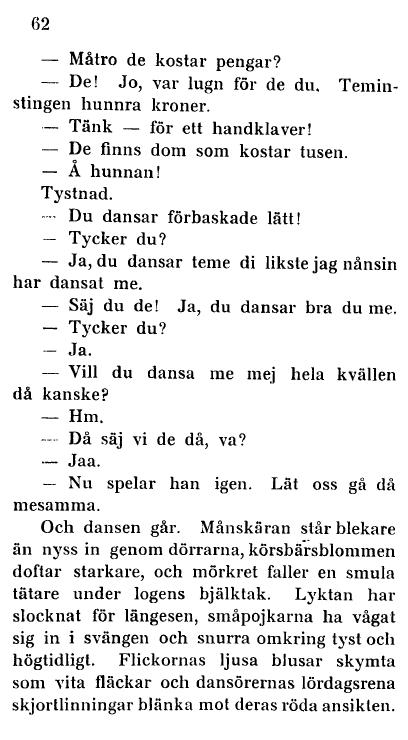 62
— Måtro de kostar pengar?
— De! Jo, var lugn för de du. Temin-
stingen hunnra kroner.
— Tänk — för ett handklaver!
— De finns dom som kostar tusen.
— Å hunnan!
Tystnad.
— Du dansar förbaskade lätt!
— Tycker du?
— Ja, du dansar teme di likste jag nånsin
har dansat me.
— Säj du de! Ja, du dansar bra du me.
— Tycker du?
— Ja.
— Vill du dansa me mej hela kvällen
då kanske?
— Hm.
— Då säj vi de då, va?
— Jaa.
— Nu spelar han igen. Låt oss gå då
mesamma.
Och dansen går. Månskäran står blekare
än nyss in genom dörrarna, körsbärsblommen
doftar starkare, och mörkret faller en smula
tätare under logens bjälktak. Lyktan har
slocknat för längesen, småpojkarna ha vågat
sig in i svängen och snurra omkring tyst och
högtidligt. Flickornas ljusa blusar skymta
som vita fläckar och dansörernas lördagsrena
skjortlinningar blänka mot deras röda ansikten.